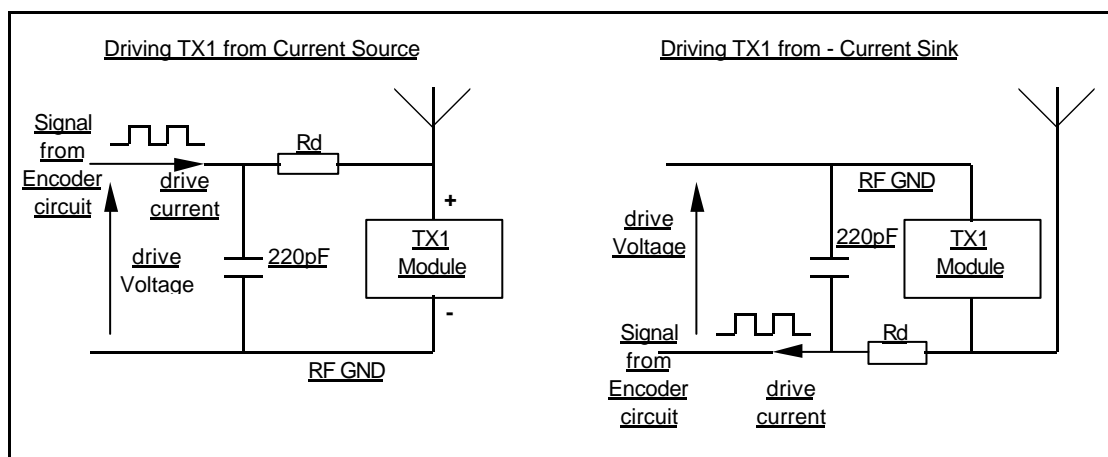 Driving TX1 from Current Source
Signal
from
Encoder
circuit
drive
current
drive
Voltage
220pF
Rd
+
TX1
Module
-
RF GND
Driving TX1 from - Current Sink
RF GND
drive
Voltage
220pF
TX1
Module
Signal
from
Encoder
circuit
drive
current
Rd